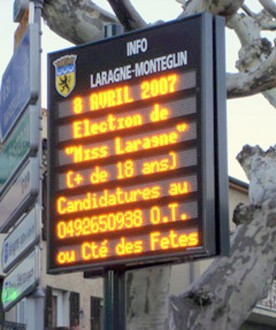 INFO
LARAGNE-MONTEGLIN
8 AVRIL 2007
Election de
"Miss Laragne"
(+ de 18 ans)
Candidatures au
0492650938 O.T.
ou Cté des Fetes